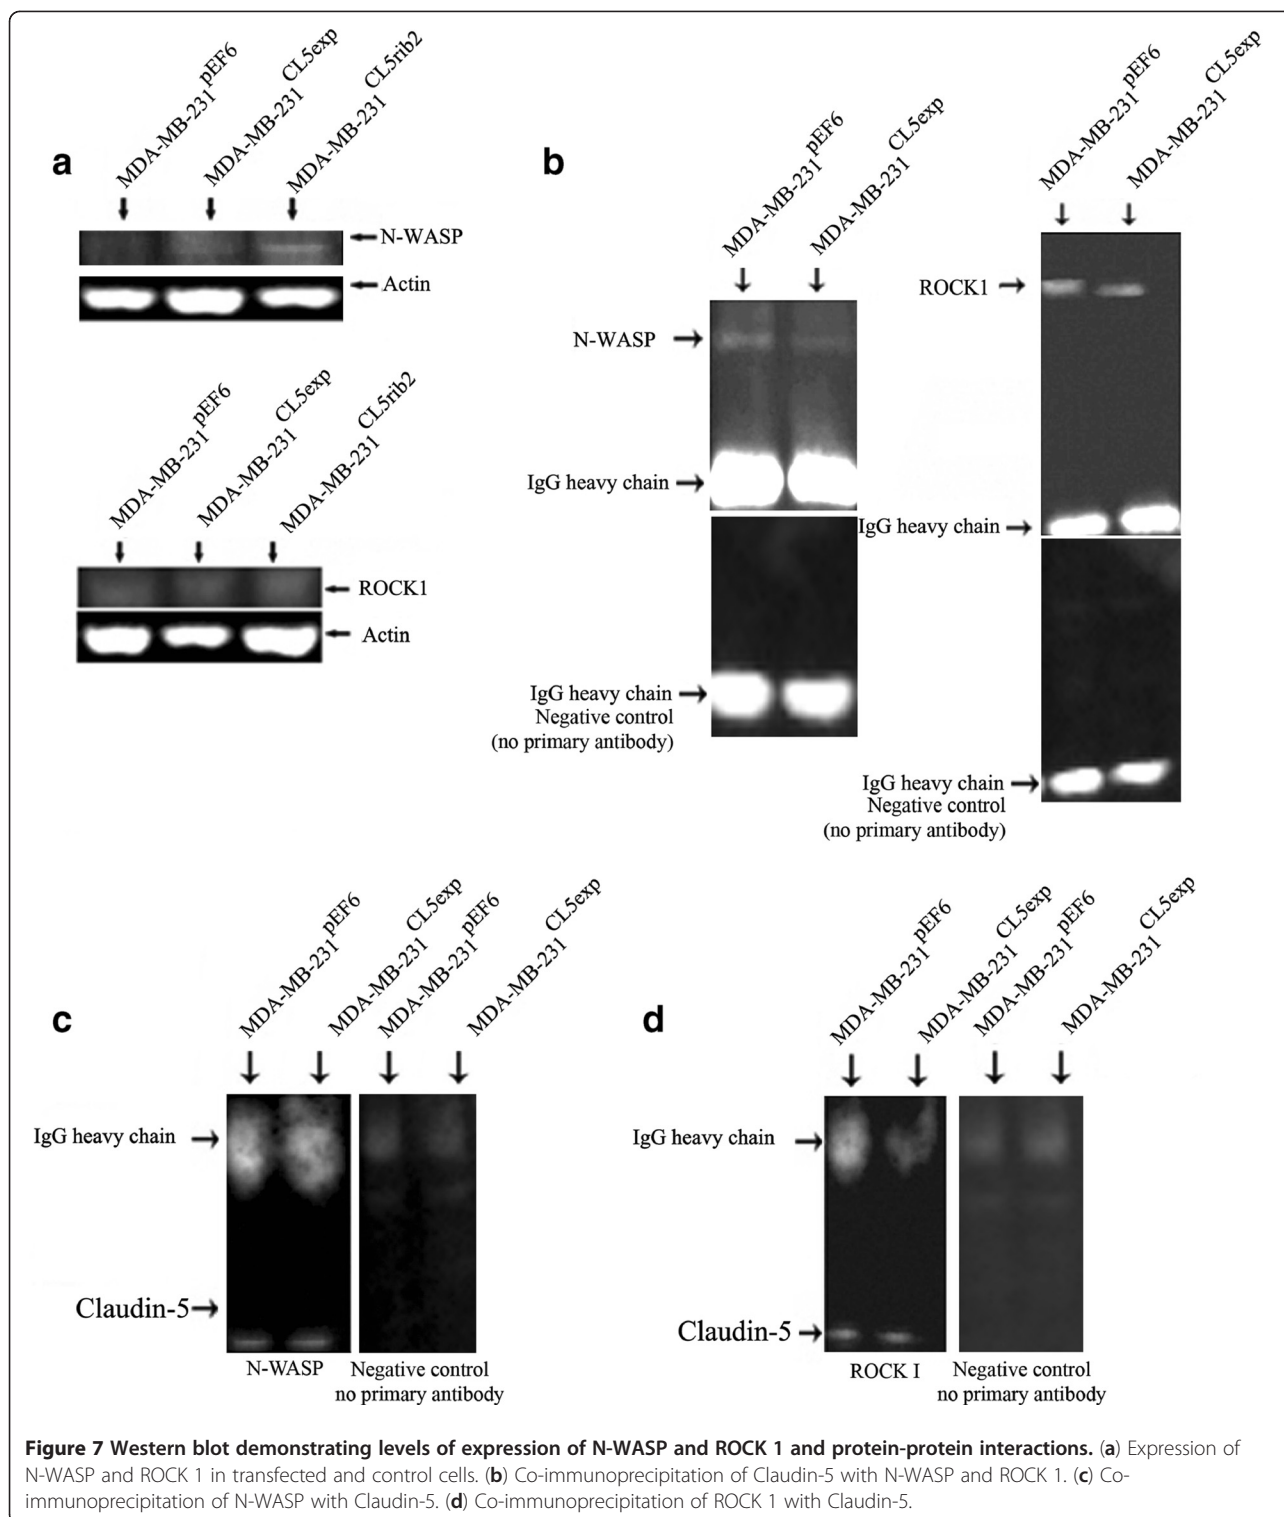 a
MDA-MB-231pEF6
MDA-MB-231CL5exp
MDA-MB-231CL5rib2
N-WASP
Actin
MDA-MB-231pEF6
MDA-MB-231CL5exp
MDA-MB-231CL5rib2
ROCK1
Actin
b
MDA-MB-231pEF6
MDA-MB-231CL5exp
N-WASP
IgG heavy chain
IgG heavy chain
Negative control
(no primary antibody)
MDA-MB-231pEF6
MDA-MB-231CL5exp
ROCK1
IgG heavy chain
IgG heavy chain
Negative control
(no primary antibody)
c
MDA-MB-231pEF6
MDA-MB-231CL5exp
MDA-MB-231pEF6
MDA-MB-231CL5exp
IgG heavy chain
Claudin-5
N-WASP
Negative control
no primary antibody
d
MDA-MB-231pEF6
MDA-MB-231CL5exp
MDA-MB-231pEF6
MDA-MB-231CL5exp
IgG heavy chain
Claudin-5
ROCK I
Negative control
no primary antibody
Figure 7 Western blot demonstrating levels of expression of N-WASP and ROCK 1 and protein-protein interactions. (a) Expression of
N-WASP and ROCK 1 in transfected and control cells. (b) Co-immunoprecipitation of Claudin-5 with N-WASP and ROCK 1. (c) Co-
immunoprecipitation of N-WASP with Claudin-5. (d) Co-immunoprecipitation of ROCK 1 with Claudin-5.